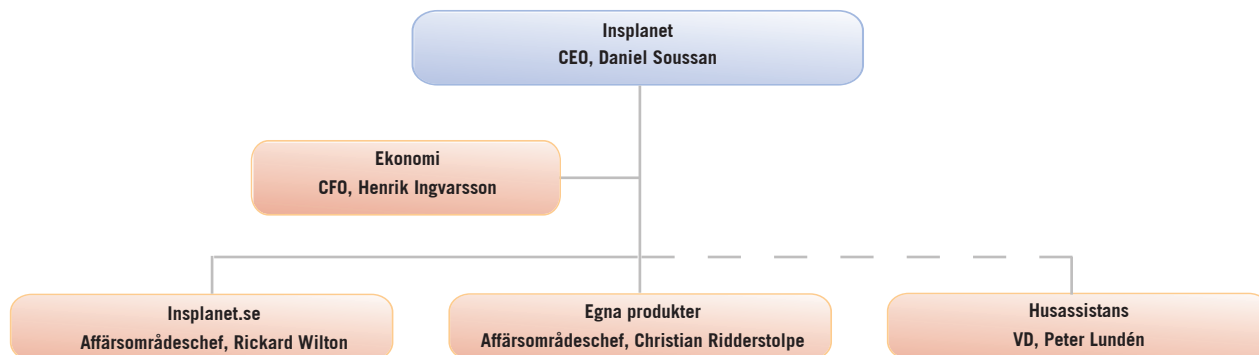 Insplanet
CEO, Daniel Soussan
Ekonomi
CFO, Henrik Ingvarsson
Insplanet.se
Affärsområdeschef, Rickard Wilton
Egna produkter
Affärsområdeschef, Christian Ridderstolpe
Husassistans
VD, Peter Lundén